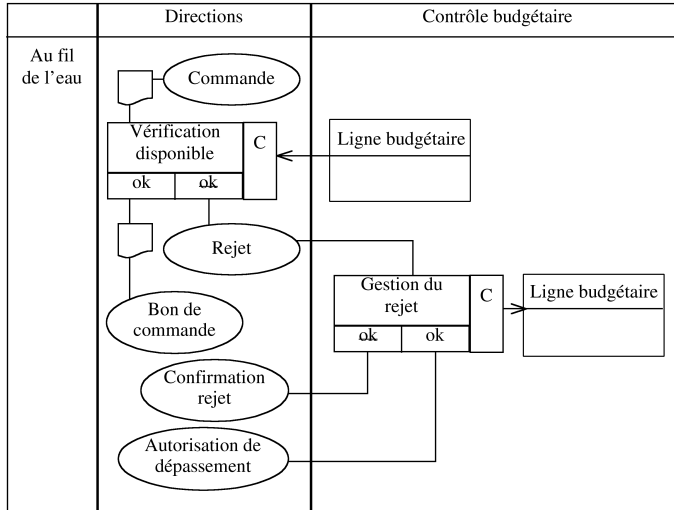 Directions
Contrôle budgétaire
Au fil
de l'eau
Commande
Vérification
disponible
C
ok
ok
Ligne budgétaire
Rejet
Gestion du
rejet
C
ok
ok
Ligne budgétaire
Bon de
commande
Confirmation
rejet
Autorisation de
dépassement